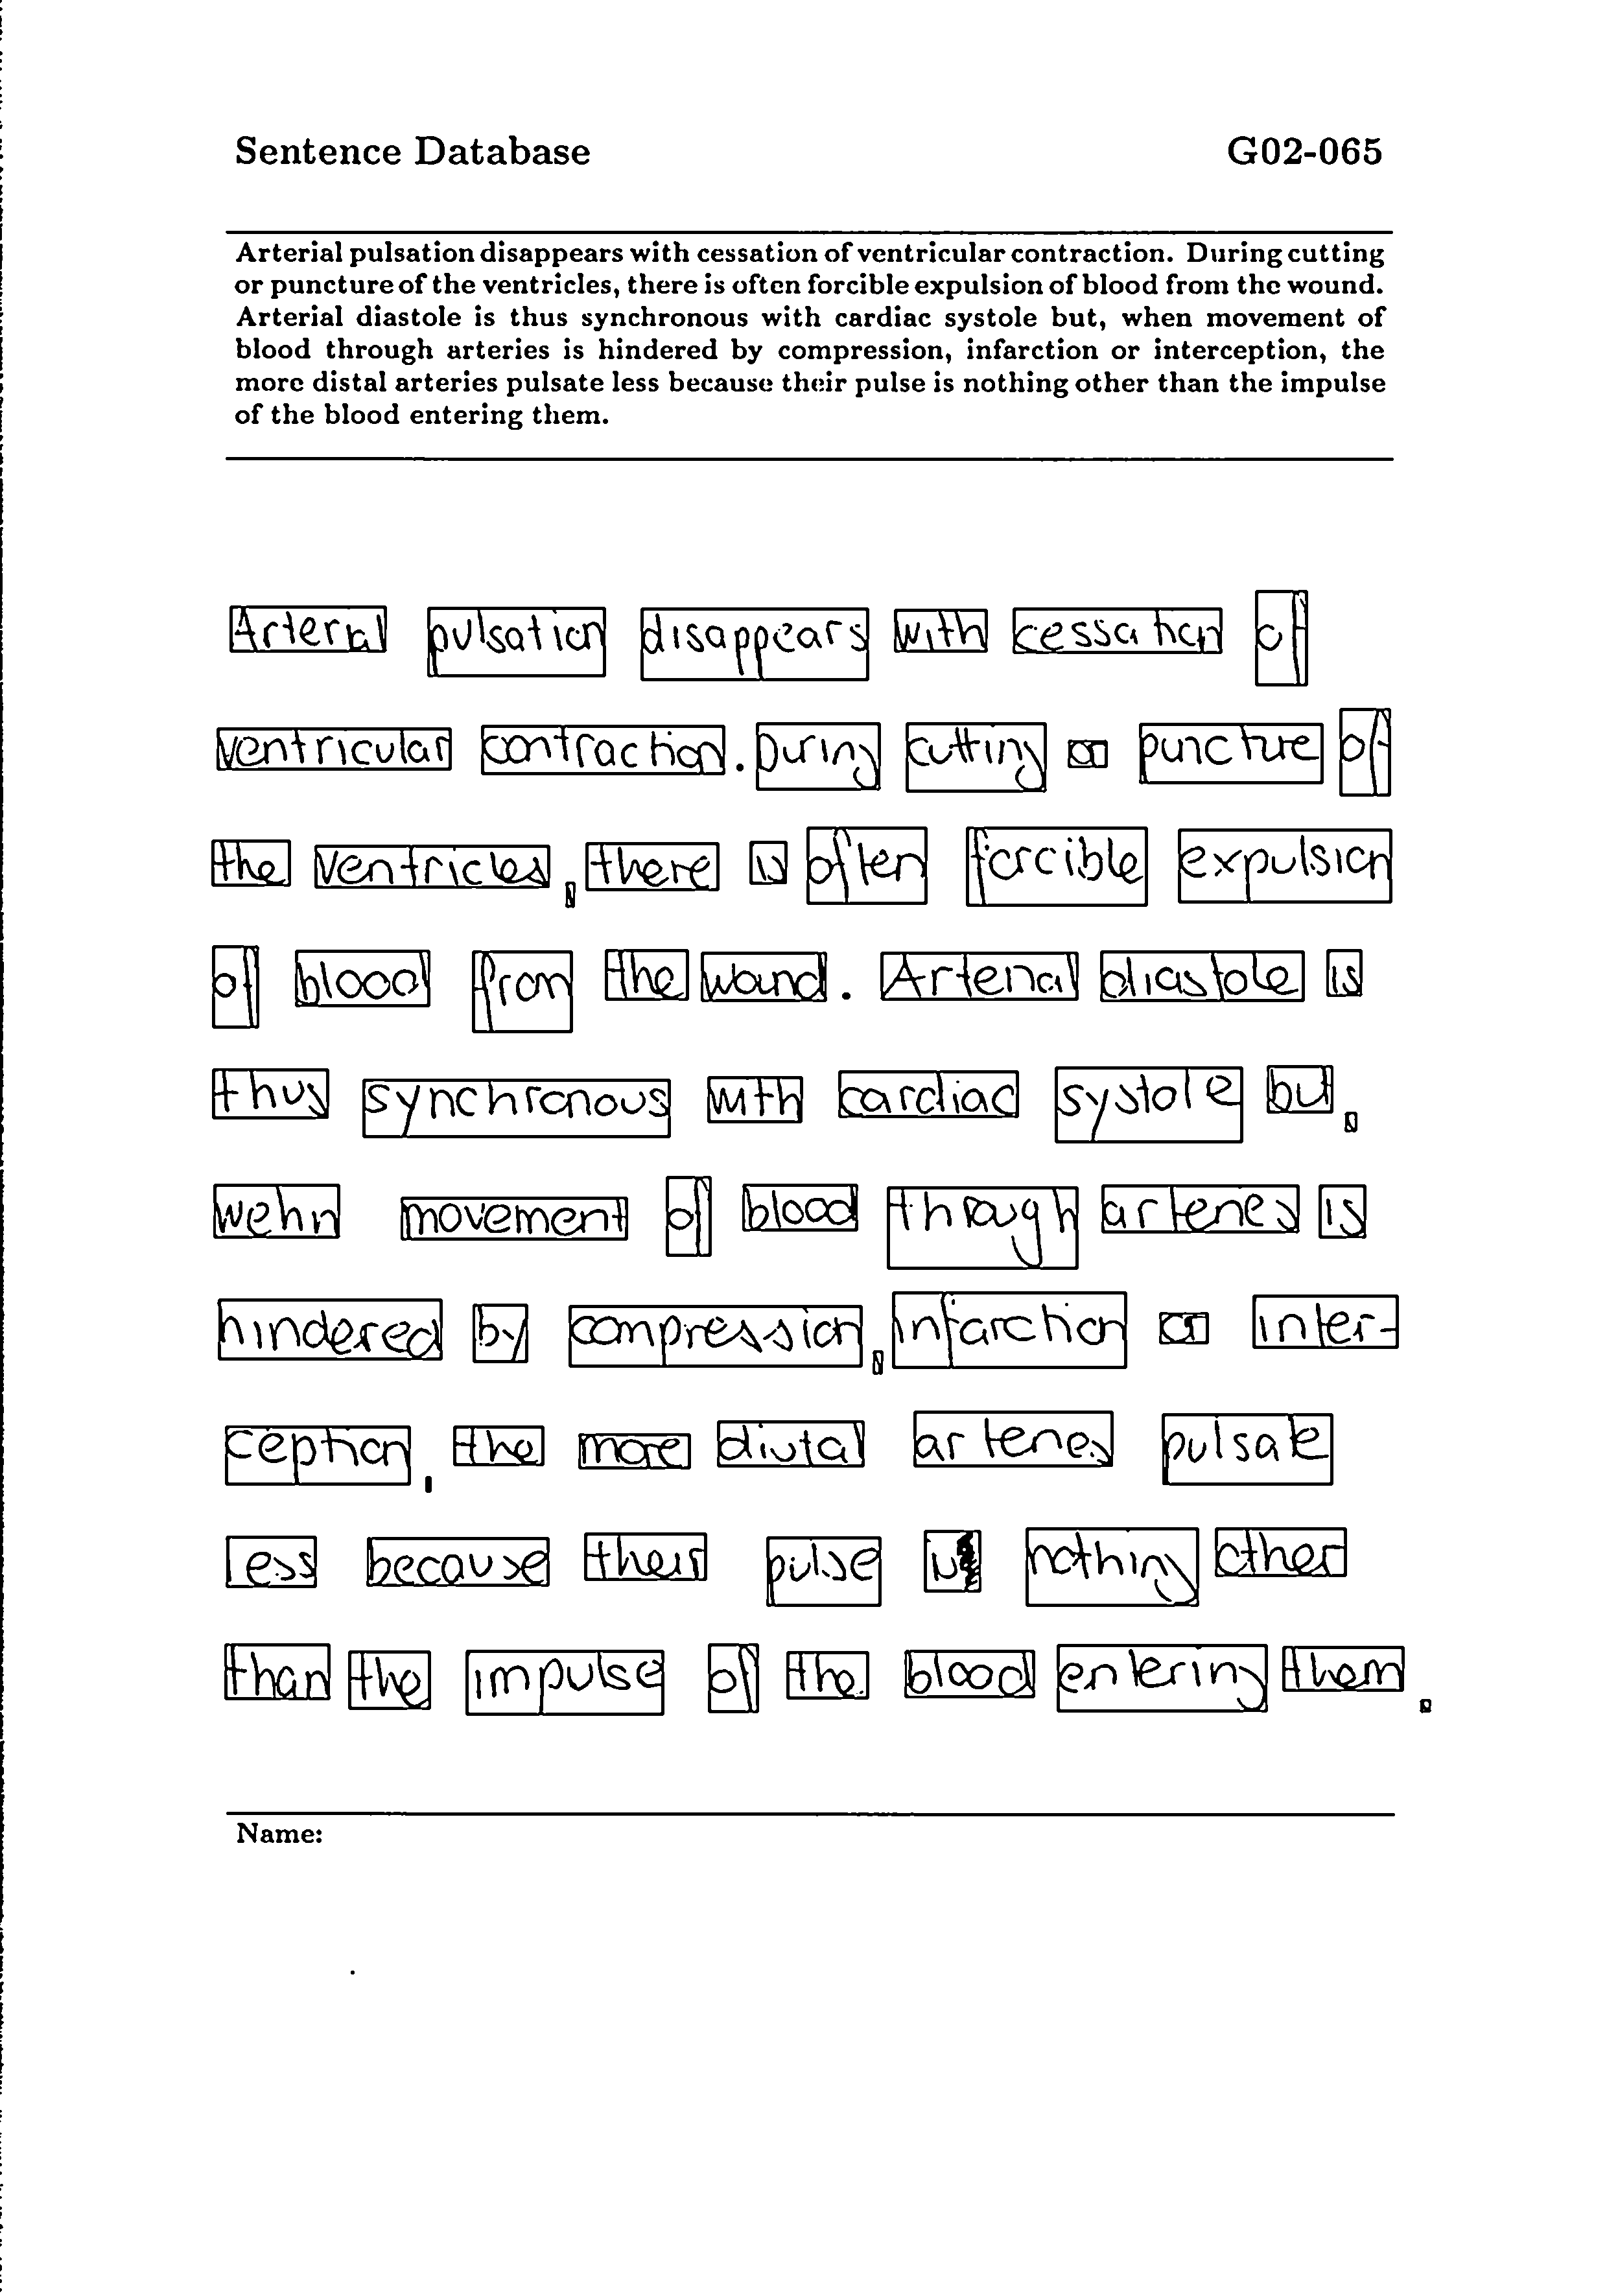 Sentence Database G02-065
Arterial pulsation disappears with cessation of ventricular contraction. During cutting
or puncture of the ventricles, there is often forcible expulsion of blood from the wound.
Arterial diastole is thus synchronous with cardiac systole but, when movement of
blood through arteries is hindered by compression, infarction or interception, the
more distal arteries pulsate less because their pulse is nothing other than the impulse
of the blood entering them.
Arterial pulsation disappears with cessation of
ventricular contraction. During cutting or puncture of
the ventricles, there is often forcible expulsion
of blood from the wound. Arterial diastole is
thus synchronous with cardiac systole but,
wehn movement of blood through arteries is
hindered by compression, infarction or inter-
ception, the more distal arteries pulsate
less because their pulse is nothing other
than the impulse of the blood entering them.
Name: